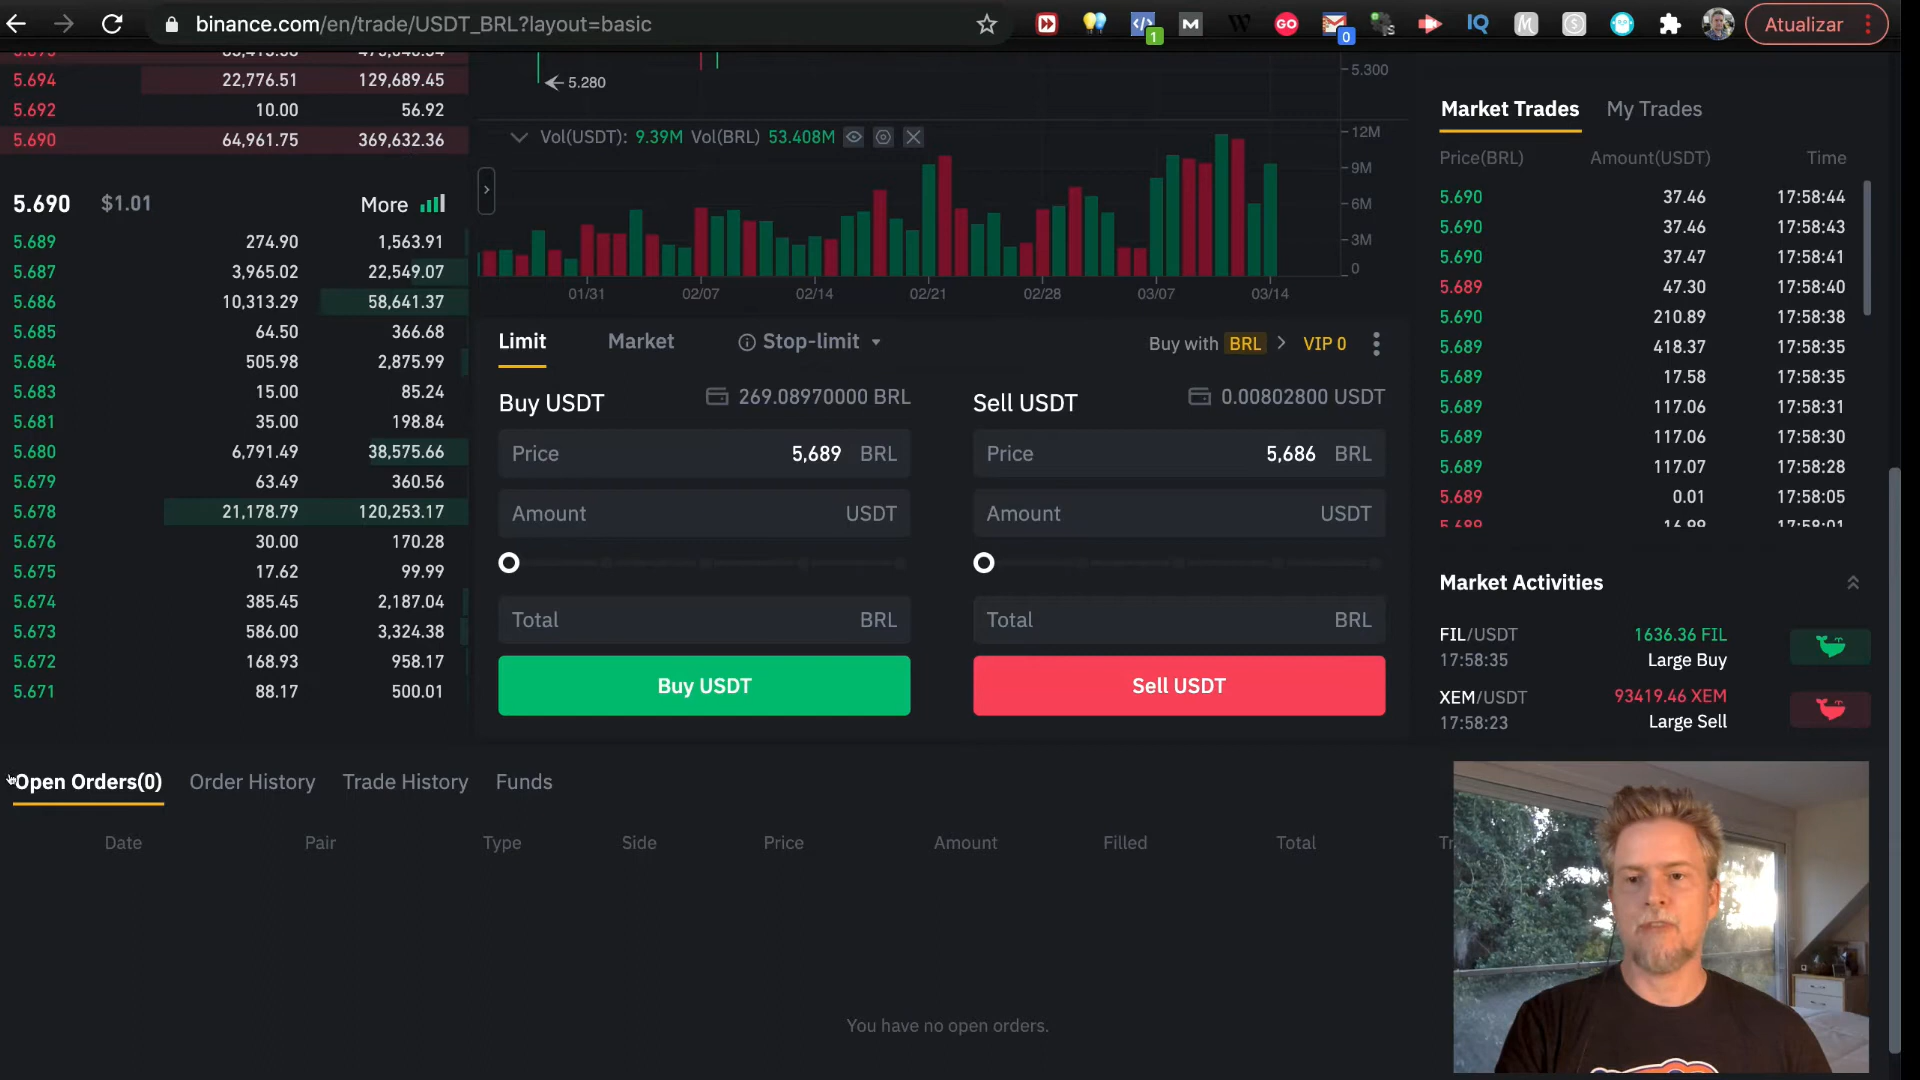 binance.com/en/trade/USDT_BRL?layout=basic
1
M
W
GO
0
IQ
M
S
Atualizar
5.694 22,776.51 129,689.45
5.692 10.00 56.92
5.690 64,961.75 369,632.36
5.690 $1.01 More
5.689 274.90 1,563.91
5.687 3,965.02 22,549.07
5.686 10,313.29 58,641.37
5.685 64.50 366.68
5.684 505.98 2,875.99
5.683 15.00 85.24
5.681 35.00 198.84
5.680 6,791.49 38,575.66
5.679 63.49 360.56
5.678 21,178.79 120,253.17
5.676 30.00 170.28
5.675 17.62 99.99
5.674 385.45 2,187.04
5.673 586.00 3,324.38
5.672 168.93 958.17
5.671 88.17 500.01
5.280
5.300
Vol(USDT): 9.39M Vol(BRL) 53.408M
12M
9M
6M
3M
0
01/31 02/07 02/14 02/21 02/28 03/07 03/14
Limit Market Stop-limit
Buy with BRL VIP 0
Buy USDT 269.08970000 BRL
Price 5,689 BRL
Amount USDT
Total BRL
Buy USDT
Sell USDT 0.00802800 USDT
Price 5,686 BRL
Amount USDT
Total BRL
Sell USDT
Market Trades My Trades
Price(BRL) Amount(USDT) Time
5.690 37.46 17:58:44
5.690 37.46 17:58:43
5.690 37.47 17:58:41
5.689 47.30 17:58:40
5.690 210.89 17:58:38
5.689 418.37 17:58:35
5.689 17.58 17:58:35
5.689 117.06 17:58:31
5.689 117.06 17:58:30
5.689 117.07 17:58:28
5.689 0.01 17:58:05
5.689 16.99 17:58:01
Market Activities
FIL/USDT 1636.36 FIL
17:58:35 Large Buy
XEM/USDT 93419.46 XEM
17:58:23 Large Sell
Open Orders(0) Order History Trade History Funds
Date Pair Type Side Price Amount Filled Total
You have no open orders.